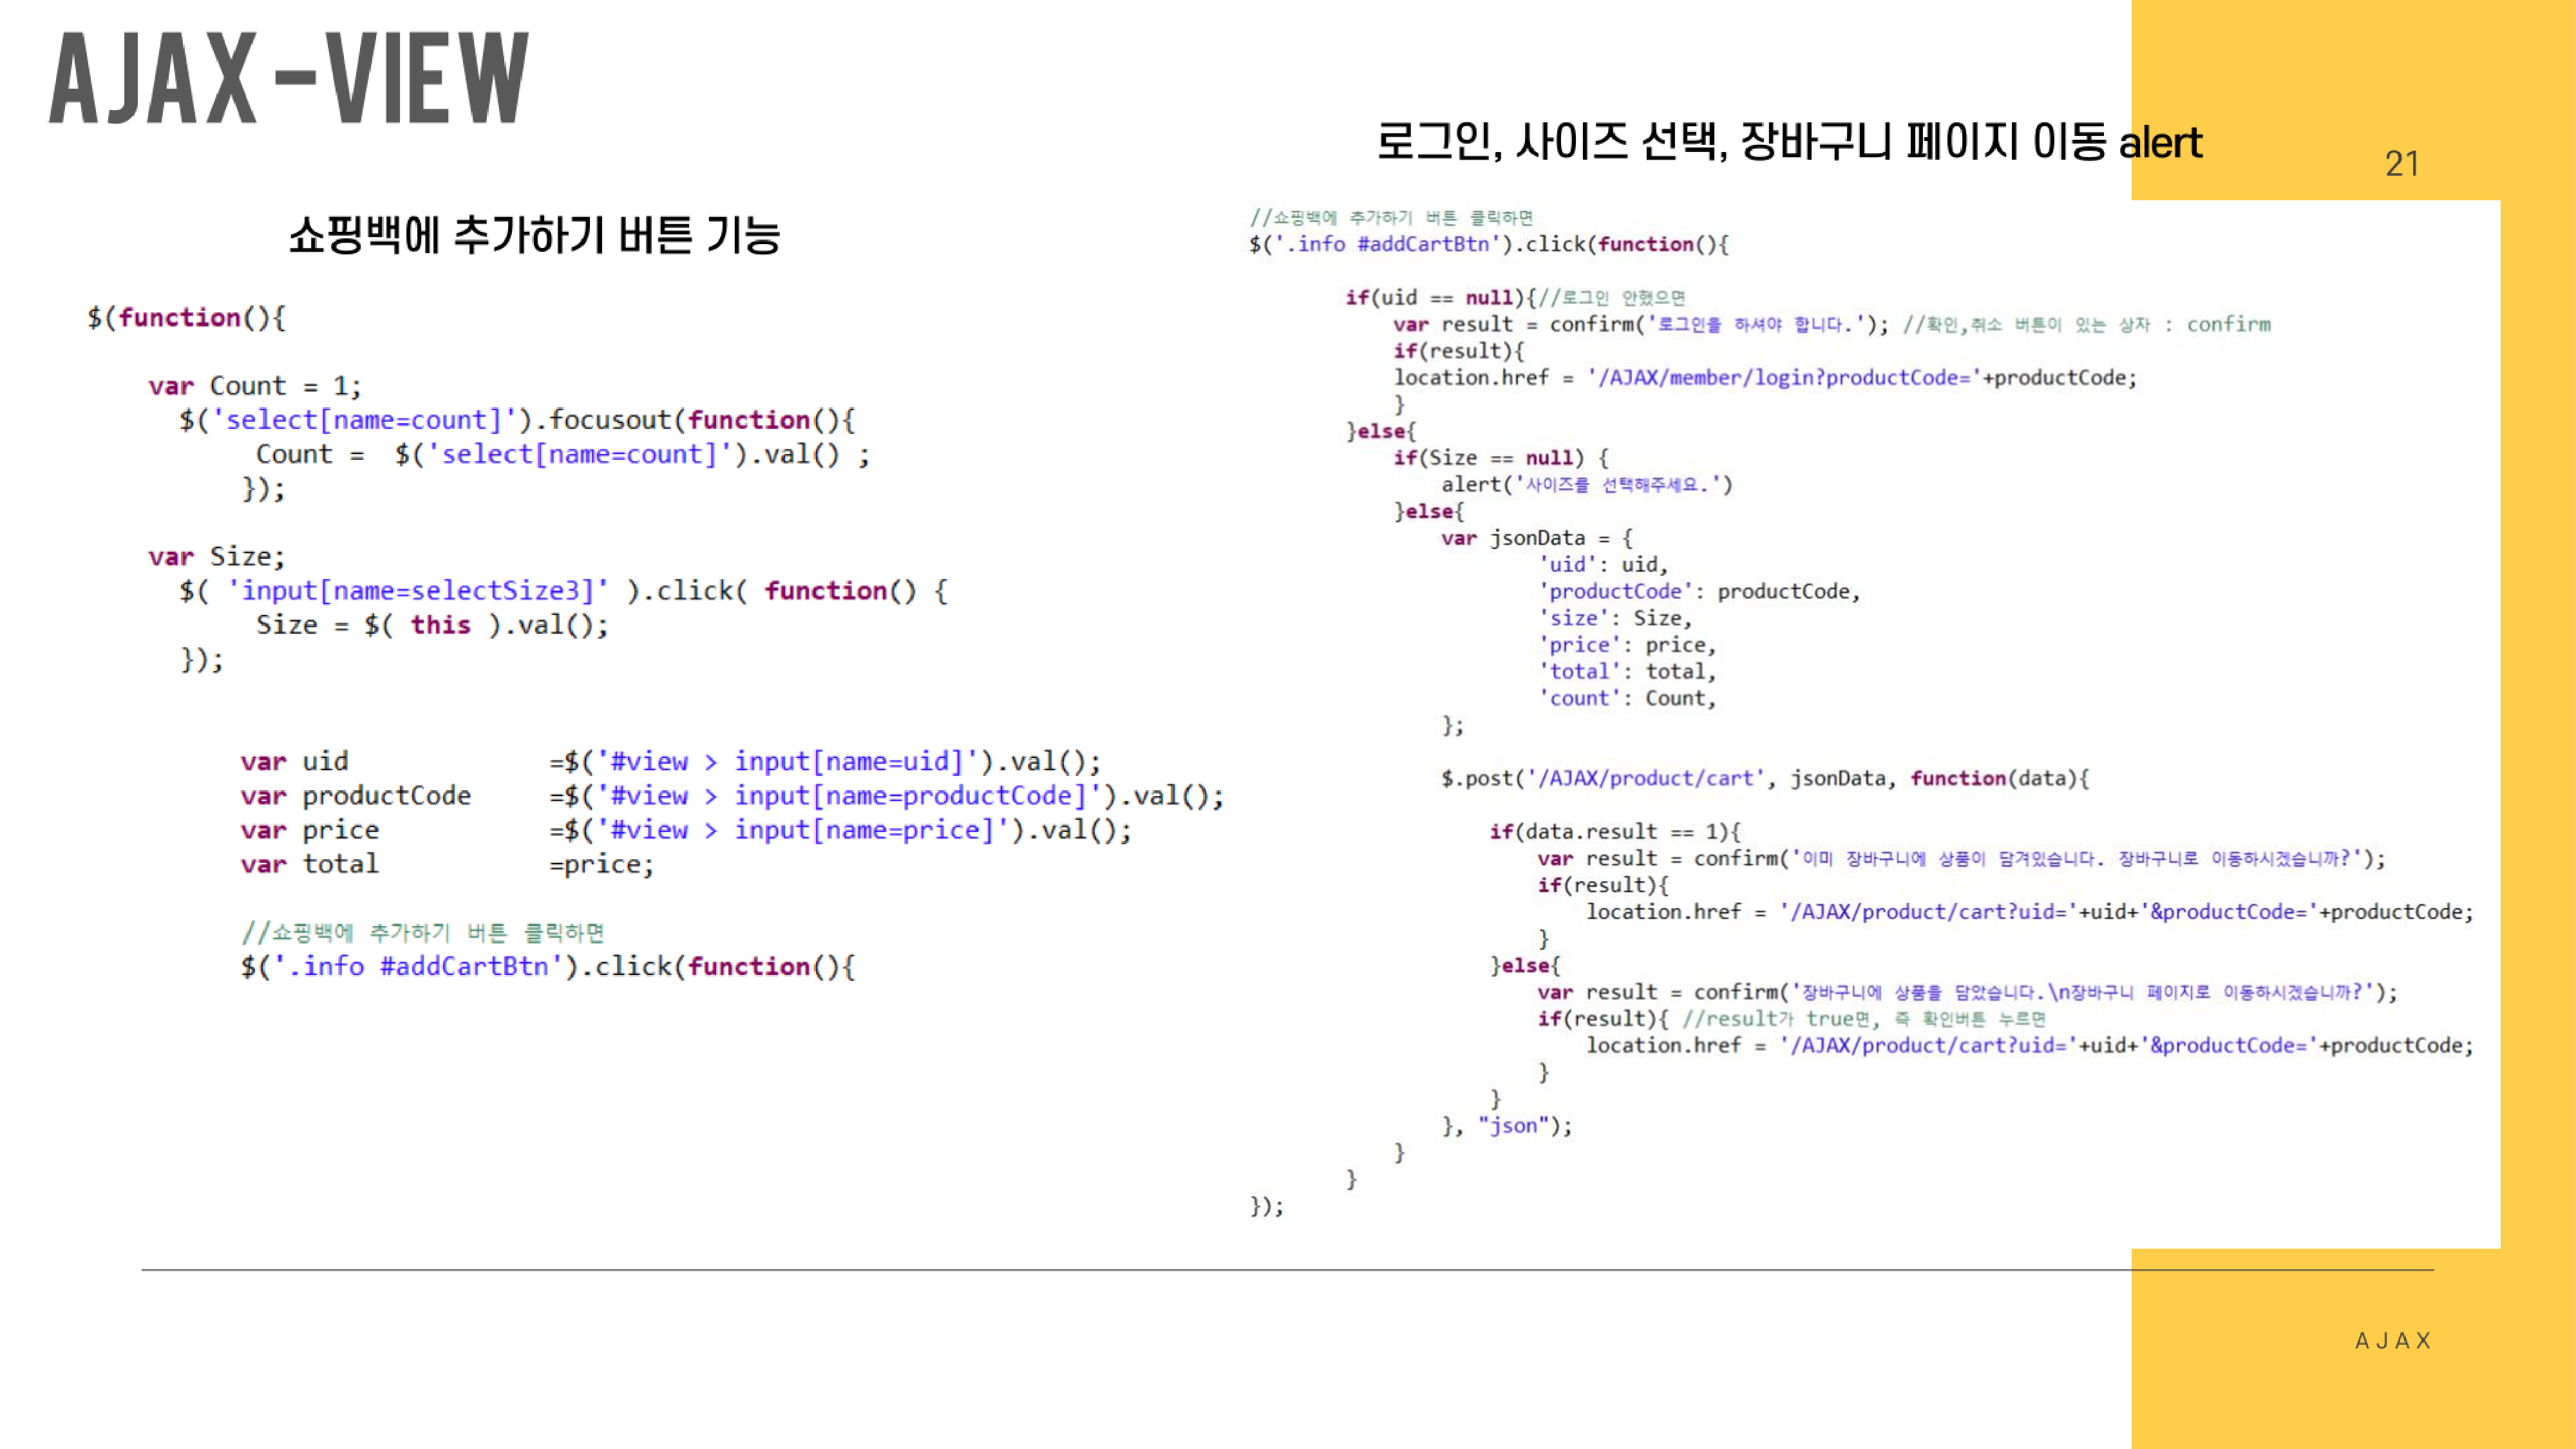 AJAX-VIEW
로그인, 사이즈 선택, 장바구니 페이지 이동 alert
21
쇼핑백에 추가하기 버튼 기능
$(function(){
var Count = 1;
$('select[name=count]').focusout(function(){
Count =  $('select[name=count]').val() ;
});
var Size;
$( 'input[name=selectSize3]' ).click( function() {
Size = $( this ).val();
});
var uid =$('#view > input[name=uid]').val();
var productCode =$('#view > input[name=productCode]').val();
var price =$('#view > input[name=price]').val();
var total =price;
//쇼핑백에 추가하기 버튼 클릭하면
$('.info #addCartBtn').click(function(){
//쇼핑백에 추가하기 버튼 클릭하면
$('.info #addCartBtn').click(function(){
if(uid == null){//로그인 안했으면
var result = confirm('로그인을 하셔야 합니다.'); //확인,취소 버튼이 있는 상자 : confirm
if(result){
location.href = '/AJAX/member/login?productCode='+productCode;
}
}else{
if(Size == null) {
alert('사이즈를 선택해주세요.')
}else{
var jsonData = {
'uid': uid,
'productCode': productCode,
'size': Size,
'price': price,
'total': total,
'count': Count,
};
$.post('/AJAX/product/cart', jsonData, function(data){
if(data.result == 1){
var result = confirm('이미 장바구니에 상품이 담겨있습니다. 장바구니로 이동하시겠습니까?');
if(result){
location.href = '/AJAX/product/cart?uid='+uid+'&productCode='+productCode;
}
}else{
var result = confirm('장바구니에 상품을 담았습니다.\n장바구니 페이지로 이동하시겠습니까?');
if(result){ //result가 true면, 즉 확인버튼 누르면
location.href = '/AJAX/product/cart?uid='+uid+'&productCode='+productCode;
}
}
}, "json");
}
}
});
AJAX